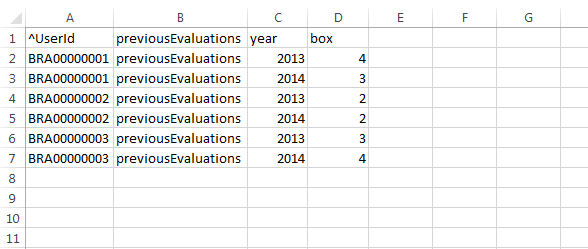 A B C D E F G
1 ^UserId previousEvaluations year box
2 BRA00000001 previousEvaluations 2013 4
3 BRA00000001 previousEvaluations 2014 3
4 BRA00000002 previousEvaluations 2013 2
5 BRA00000002 previousEvaluations 2014 2
6 BRA00000003 previousEvaluations 2013 3
7 BRA00000003 previousEvaluations 2014 4
8
9
10
11